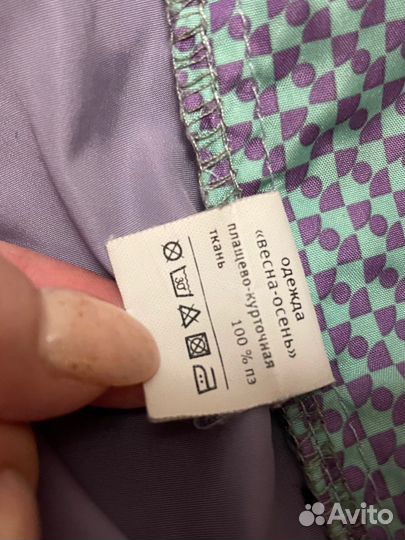 одежда
«весна-осень»
плащево-курточная
ткань
100 % пэ
30°
Avito